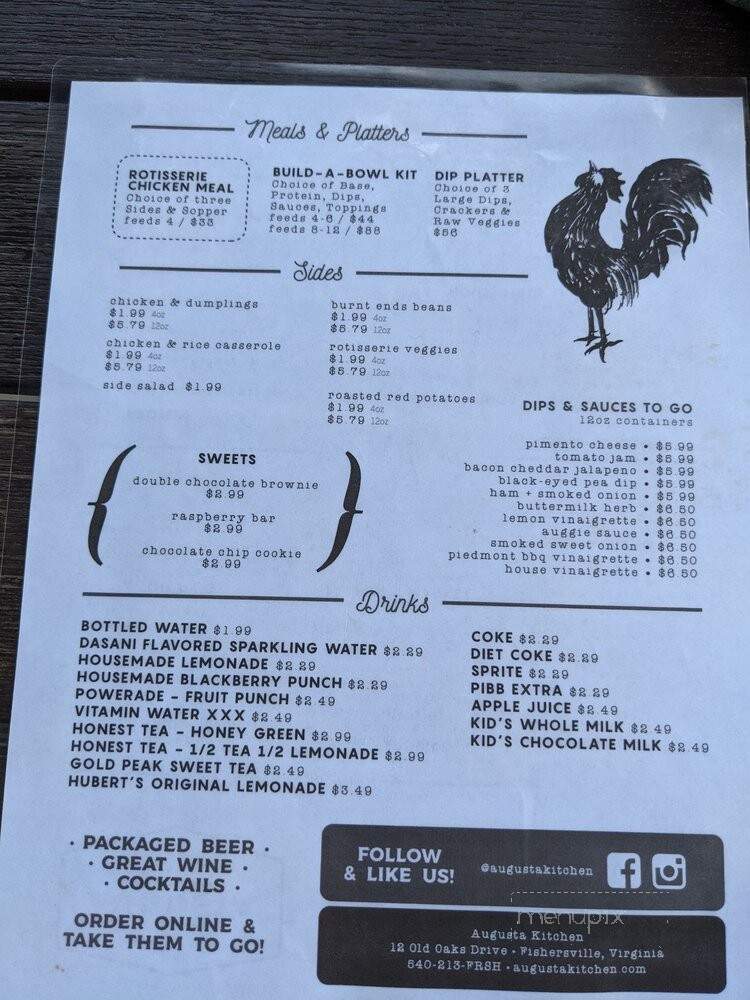 Meals & Platters
ROTISSERIE
CHICKEN MEAL
Choice of three
Sides & Sopper
feeds 4 / $33
BUILD-A-BOWL KIT
Choice of Base,
Protein, Dips,
Sauces, Toppings
feeds 4-6 / $44
feeds 8-12 / $88
DIP PLATTER
Choice of 3
Large Dips,
Crackers &
Raw Veggies
$56
Sides
chicken & dumplings
$1.99 4oz
$5.79 12oz
chicken & rice casserole
$1.99 4oz
$5.79 12oz
side salad $1.99
burnt ends beans
$1.99 4oz
$5.79 12oz
rotisserie veggies
$1.99 4oz
$5.79 12oz
roasted red potatoes
$1.99 4oz
$5.79 12oz
SWEETS
double chocolate brownie
$2.99
raspberry bar
$2.99
chocolate chip cookie
$2.99
DIPS & SAUCES TO GO
12oz containers
pimento cheese • $5.99
tomato jam • $5.99
bacon cheddar jalapeno • $5.99
black-eyed pea dip • $5.99
ham + smoked onion • $5.99
buttermilk herb • $6.50
lemon vinaigrette • $6.50
auggie sauce • $6.50
smoked sweet onion • $6.50
piedmont bbq vinaigrette • $6.50
house vinaigrette • $6.50
Drinks
BOTTLED WATER $1.99
DASANI FLAVORED SPARKLING WATER $2.29
HOUSEMADE LEMONADE $2.29
HOUSEMADE BLACKBERRY PUNCH $2.29
POWERADE - FRUIT PUNCH $2.49
VITAMIN WATER XXX $2.49
HONEST TEA - HONEY GREEN $2.99
HONEST TEA - 1/2 TEA 1/2 LEMONADE $2.99
GOLD PEAK SWEET TEA $2.49
HUBERT'S ORIGINAL LEMONADE $3.49
COKE $2.29
DIET COKE $2.29
SPRITE $2.29
PIBB EXTRA $2.29
APPLE JUICE $2.49
KID'S WHOLE MILK $2.49
KID'S CHOCOLATE MILK $2.49
• PACKAGED BEER •
• GREAT WINE •
• COCKTAILS •
ORDER ONLINE &
TAKE THEM TO GO!
FOLLOW
& LIKE US!
@augustakitchen
menupix
Augusta Kitchen
12 Old Oaks Drive • Fishersville, Virginia
540-213-FRSH • augustakitchen.com